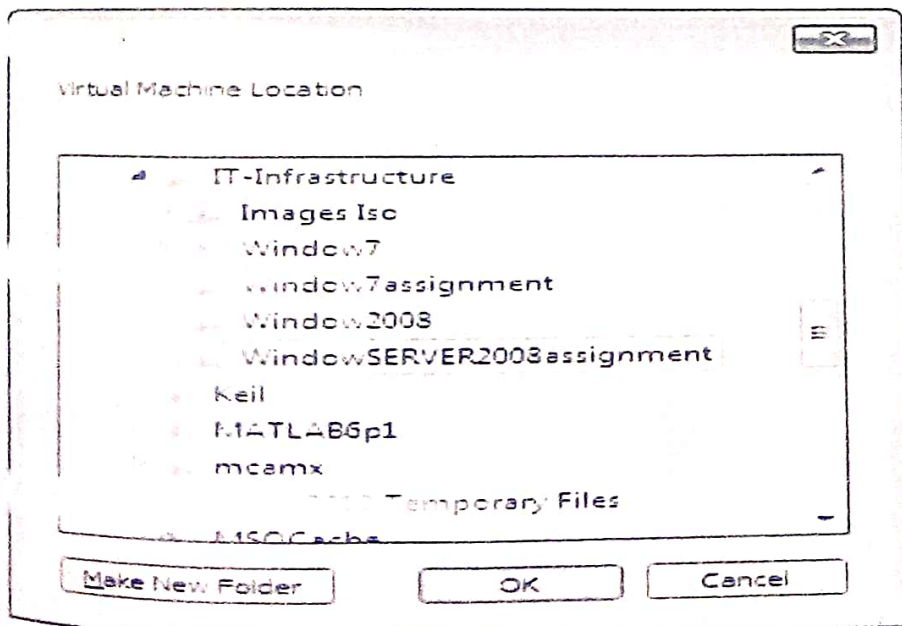 Virtual Machine Location
IT-Infrastructure
Images Iso
Window7
Window7assignment
Window2008
WindowSERVER2008assignment
Keil
MATLAB6p1
mcamx
Temporary Files
MSOCache
Make New Folder
OK
Cancel